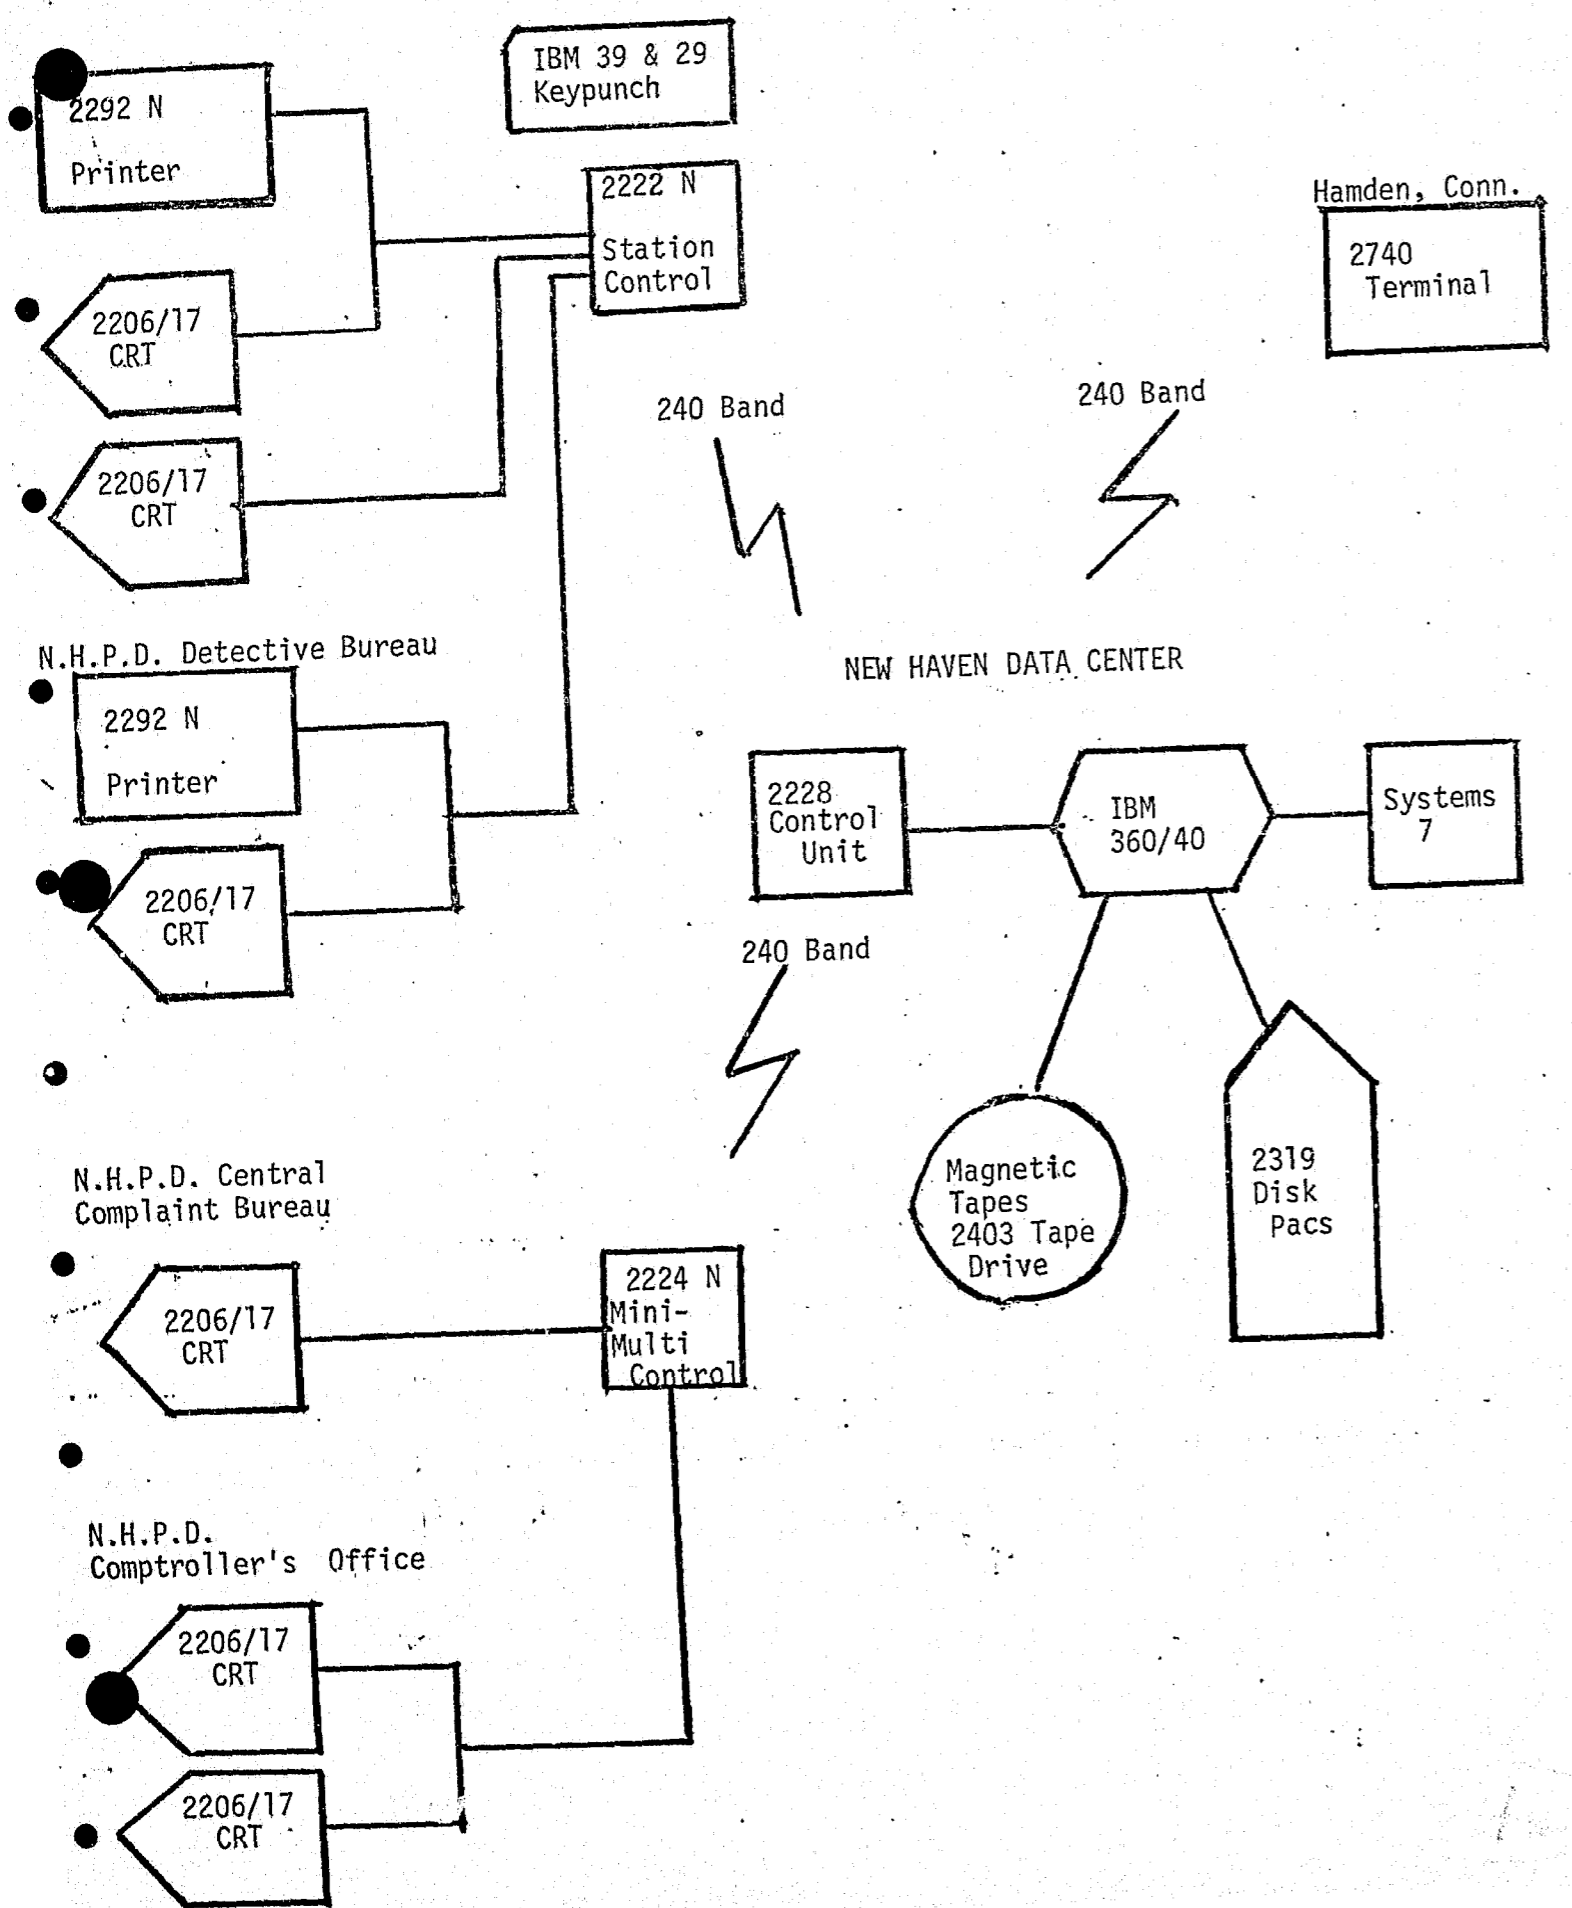 IBM 39 & 29
Keypunch
2292 N
Printer
2222 N
Station
Control
Hamden, Conn.
2740
Terminal
2206/17
CRT
240 Band
240 Band
2206/17
CRT
N.H.P.D. Detective Bureau
2292 N
Printer
NEW HAVEN DATA CENTER
2228
Control
Unit
IBM
360/40
Systems
7
2206/17
CRT
240 Band
N.H.P.D. Central
Complaint Bureau
Magnetic
Tapes
2403 Tape
Drive
2319
Disk
Pacs
2206/17
CRT
2224 N
Mini-
Multi
Control
N.H.P.D.
Comptroller's Office
2206/17
CRT
2206/17
CRT